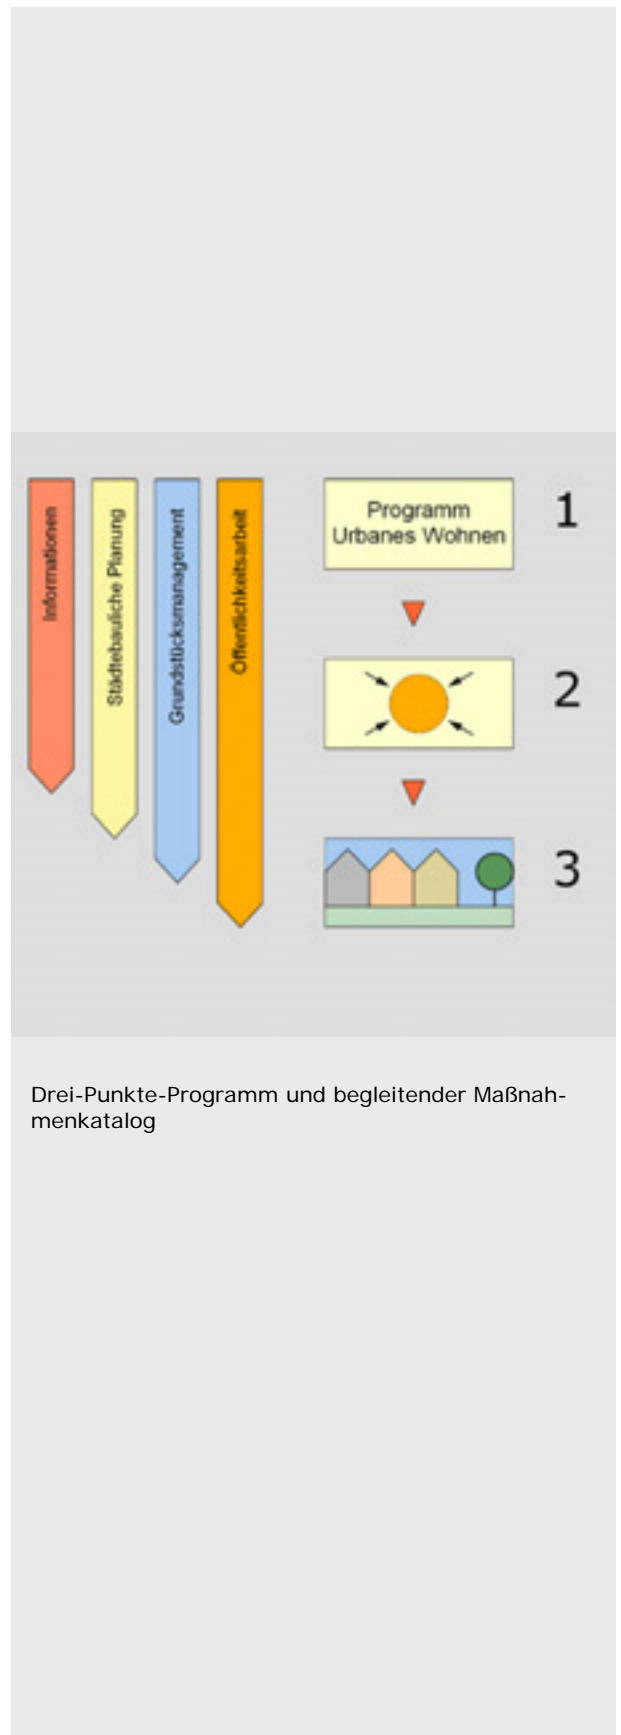 Informationen
Städtebauliche Planung
Grundstücksmanagement
Öffentlichkeitsarbeit
Programm
Urbanes Wohnen
1
2
3
Drei-Punkte-Programm und begleitender Maßnah-
menkatalog